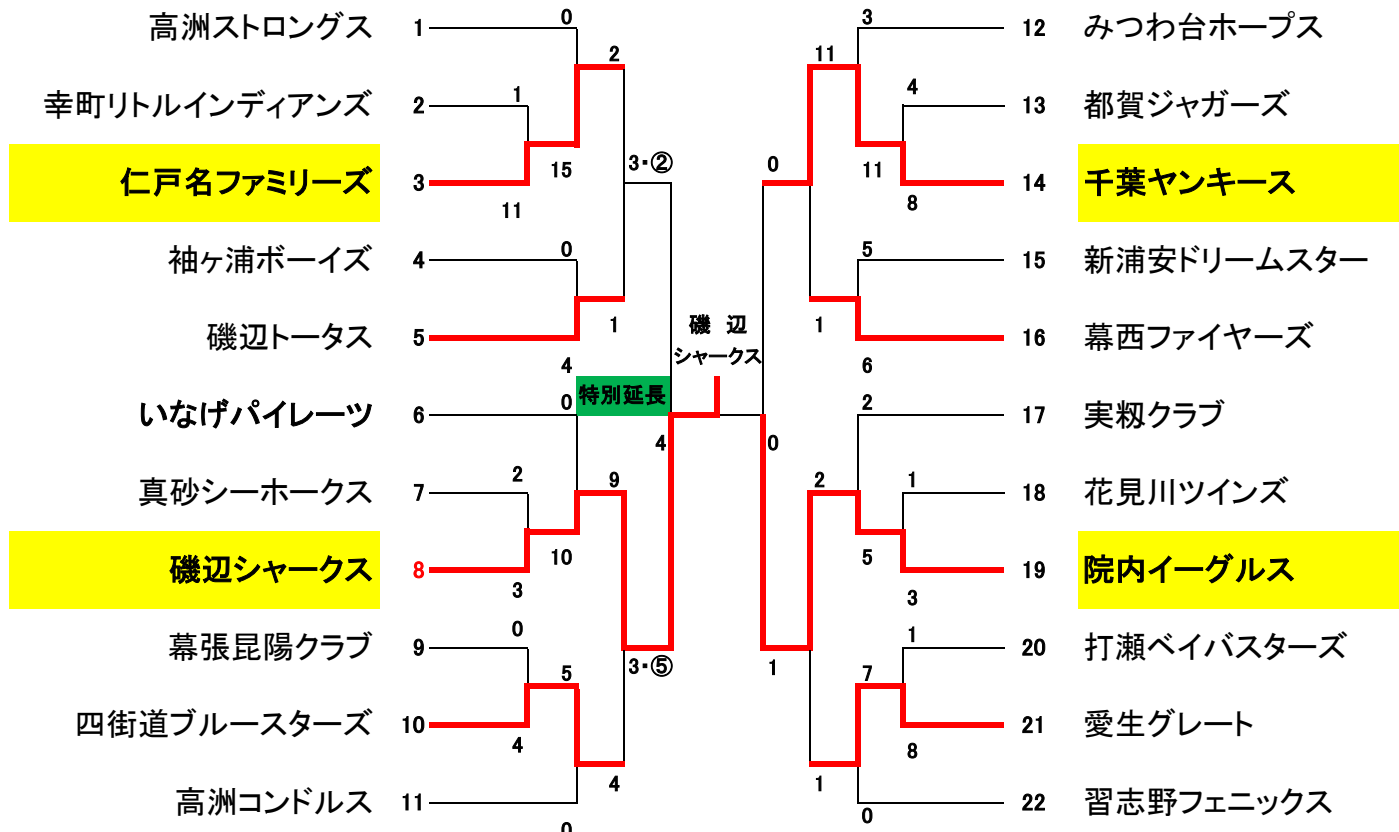 高洲ストロングス 1 0
2
幸町リトルインディアンズ 2 1
仁戸名ファミリーズ 3 15 3・②
11
袖ヶ浦ボーイズ 4 0
磯辺トータス 5 1
4
いなげパイレーツ 6 0
特別延長
4
真砂シーホークス 7 2 9
磯辺シャークス 8 10
3
幕張昆陽クラブ 9 0
5 3・⑤
四街道ブルースターズ 10 4
高洲コンドルス 11 4
0
磯辺
シャークス
3 12 みつわ台ホープス
11
4 13 都賀ジャガーズ
0 11 14 千葉ヤンキース
8
5 15 新浦安ドリームスター
1 16 幕西ファイヤーズ
6
2 17 実籾クラブ
0
2 1 18 花見川ツインズ
5 19 院内イーグルス
3
1 20 打瀬ベイバスターズ
1 7
21 愛生グレート
8
1 22 習志野フェニックス
0